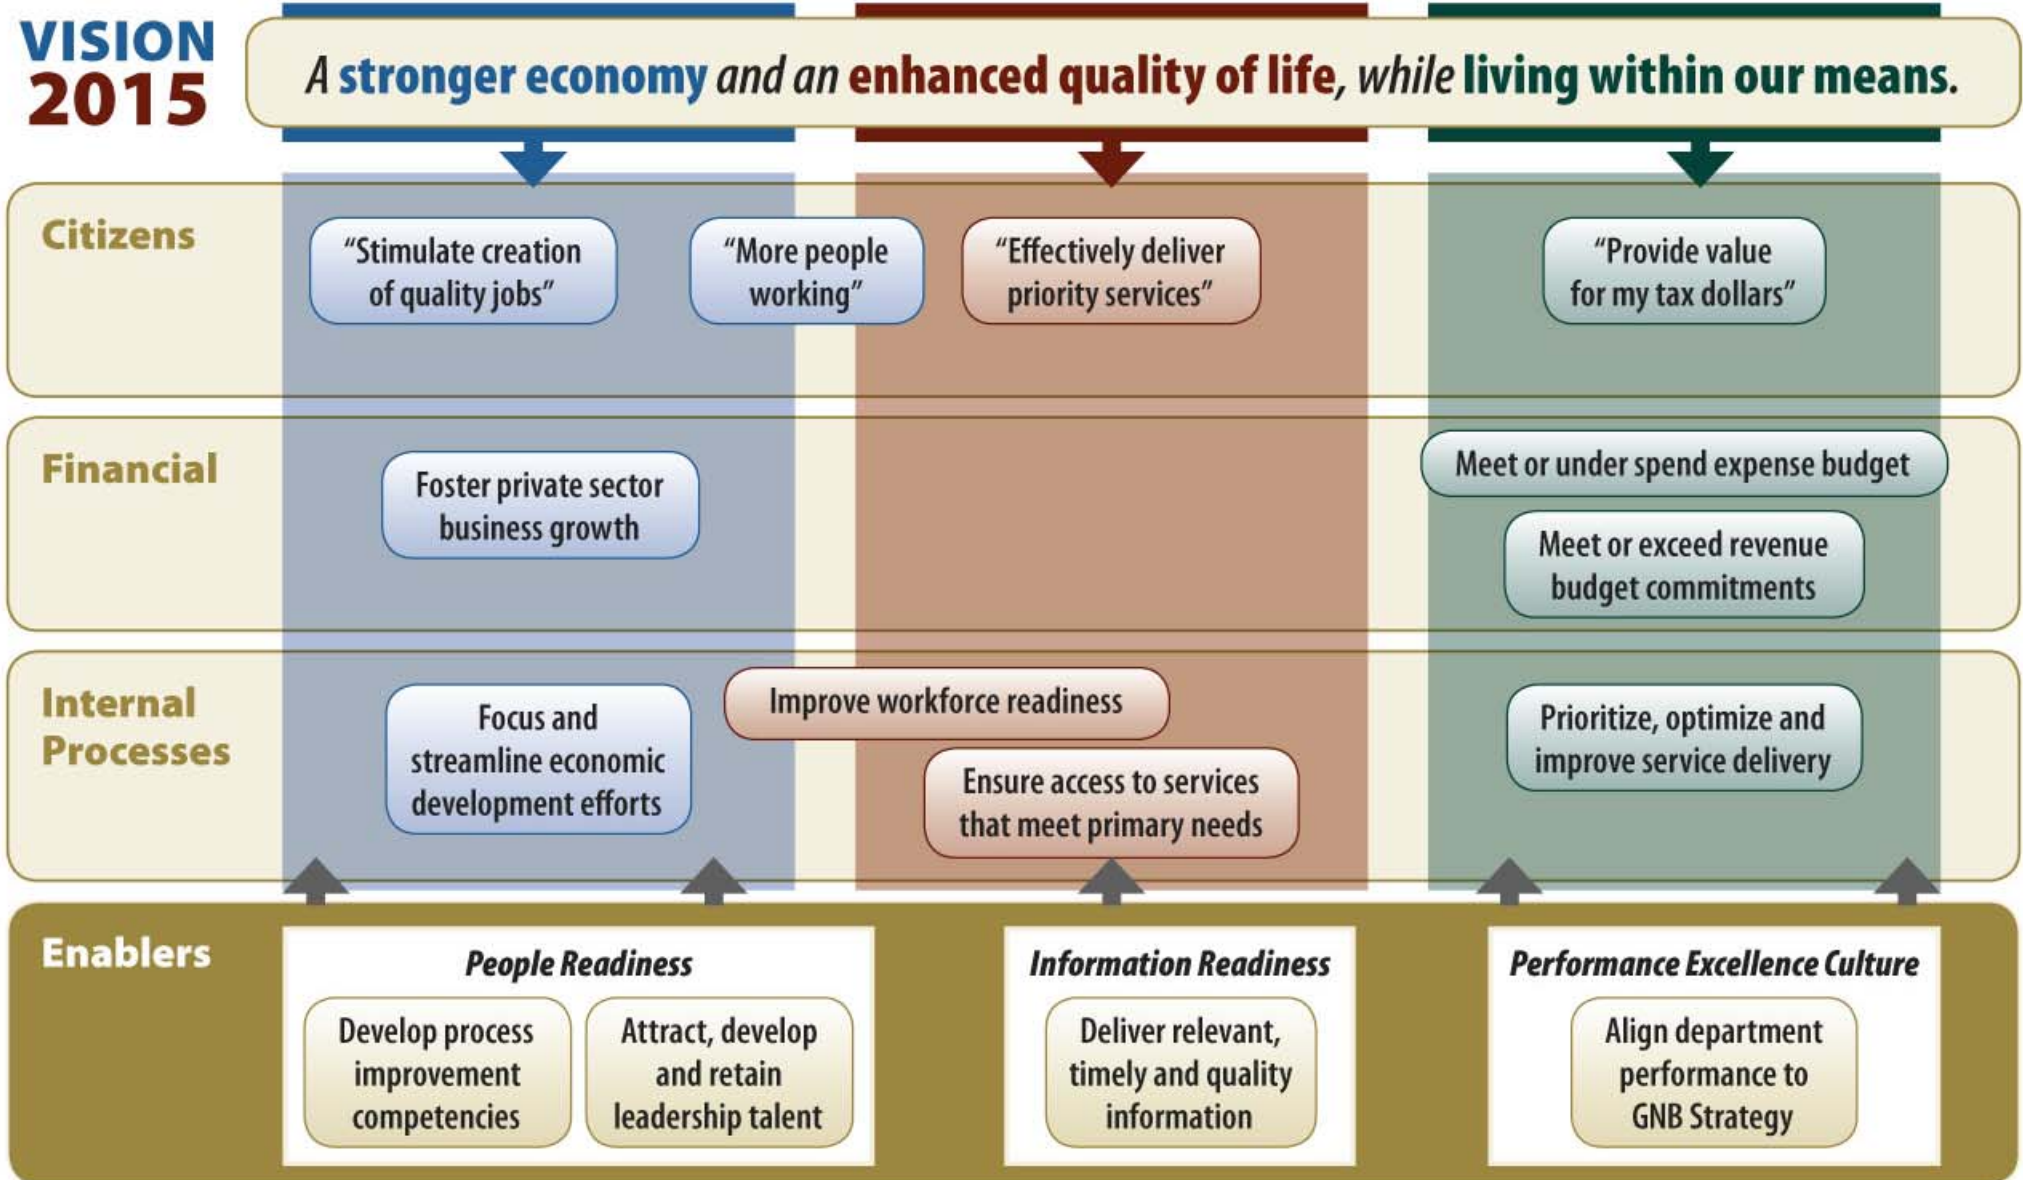 VISION
2015
A stronger economy and an enhanced quality of life, while living within our means.
Citizens
“Stimulate creation
of quality jobs”
“More people
working”
“Effectively deliver
priority services”
“Provide value
for my tax dollars”
Financial
Foster private sector
business growth
Meet or under spend expense budget
Meet or exceed revenue
budget commitments
Internal
Processes
Focus and
streamline economic
development efforts
Improve workforce readiness
Ensure access to services
that meet primary needs
Prioritize, optimize and
improve service delivery
Enablers
People Readiness
Develop process
improvement
competencies
Attract, develop
and retain
leadership talent
Information Readiness
Deliver relevant,
timely and quality
information
Performance Excellence Culture
Align department
performance to
GNB Strategy